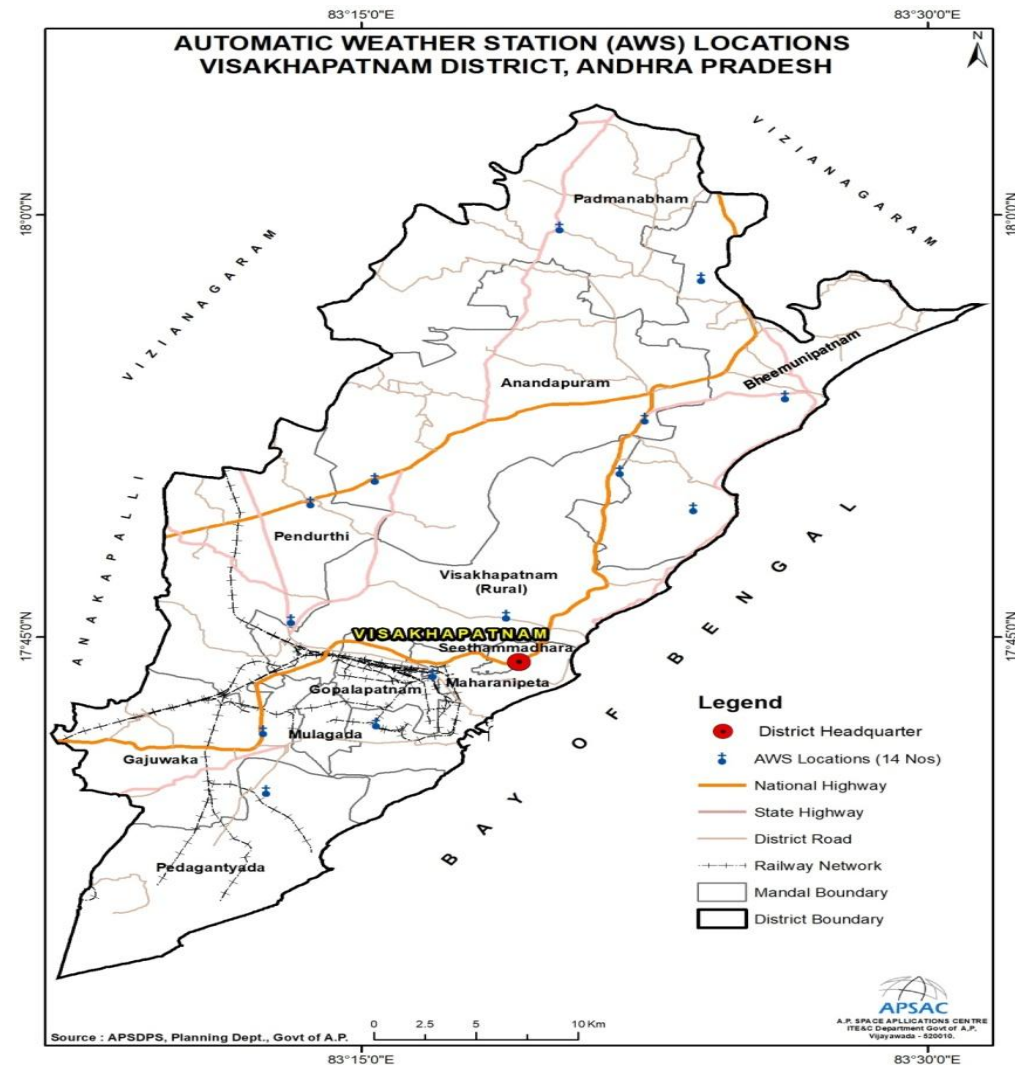 83°15'0"E
83°30'0"E
AUTOMATIC WEATHER STATION (AWS) LOCATIONS
VISAKHAPATNAM DISTRICT, ANDHRA PRADESH
N
VIZIANAGARAM
Padmanabham
18°0'0"N
18°0'0"N
VIZIANAGARAM
Bheemunipatnam
Anandapuram
ANAKAPALLI
Pendurthi
Visakhapatnam
(Rural)
BAY OF BENGAL
17°45'0"N
17°45'0"N
VISAKHAPATNAM
Seethammadhara
Gopalapatnam
Maharanipeta
Mulagada
Gajuwaka
Pedagantyada
Legend
District Headquarter
AWS Locations (14 Nos)
National Highway
State Highway
District Road
Railway Network
Mandal Boundary
District Boundary
APSAC
A.P. SPACE APLLICATIONS CENTRE
ITE&C Department Govt of A.P,
Vijayawada - 520010.
0 2.5 5 10 Km
Source : APSDPS, Planning Dept., Govt of A.P.
83°15'0"E
83°30'0"E